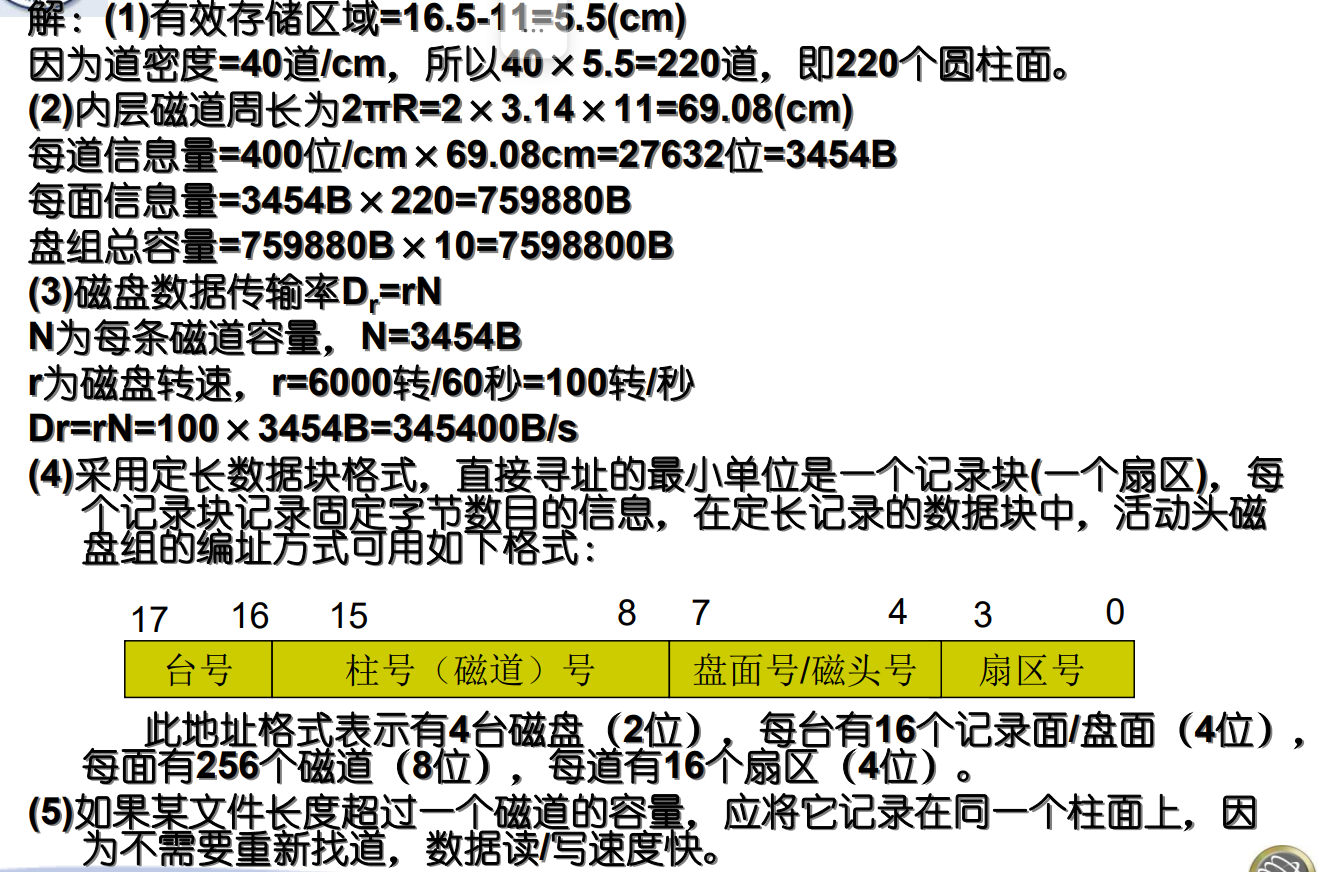 解：(1)有效存储区域=16.5-11=5.5(cm)
因为道密度=40道/cm，所以40×5.5=220道，即220个圆柱面。
(2)内层磁道周长为2πR=2×3.14×11=69.08(cm)
每道信息量=400位/cm×69.08cm=27632位=3454B
每面信息量=3454B×220=759880B
盘组总容量=759880B×10=7598800B
(3)磁盘数据传输率Dr=rN
N为每条磁道容量，N=3454B
r为磁盘转速，r=6000转/60秒=100转/秒
Dr=rN=100×3454B=345400B/s
(4)采用定长数据块格式，直接寻址的最小单位是一个记录块(一个扇区)，每
个记录块记录固定字节数目的信息，在定长记录的数据块中，活动头磁
盘组的编址方式可用如下格式：
17 16 15 8 7 4 3 0
台号 柱号（磁道）号 盘面号/磁头号 扇区号
此地址格式表示有4台磁盘（2位），每台有16个记录面/盘面（4位），
每面有256个磁道（8位），每道有16个扇区（4位）。
(5)如果某文件长度超过一个磁道的容量，应将它记录在同一个柱面上，因
为不需要重新找道，数据读/写速度快。